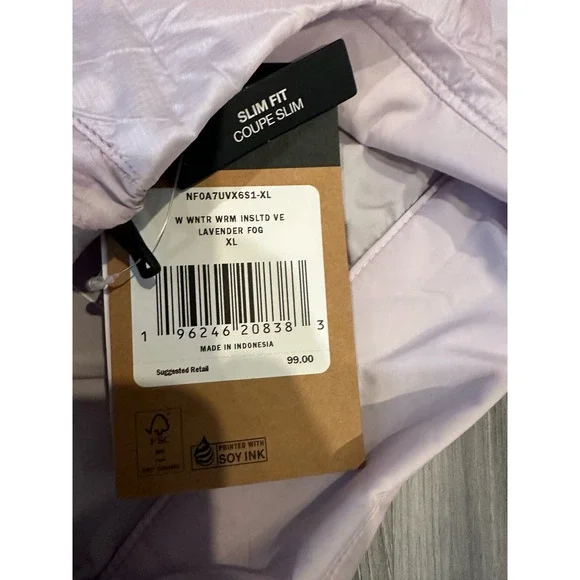 SLIM FIT
COUPE SLIM
NF0A7UVX6S1-XL
W WNTR WRM INSLTD VE
LAVENDER FOG
XL
1 96246 20838 3
MADE IN INDONESIA
Suggested Retail 99.00
FSC
PRINTED WITH
SOY INK